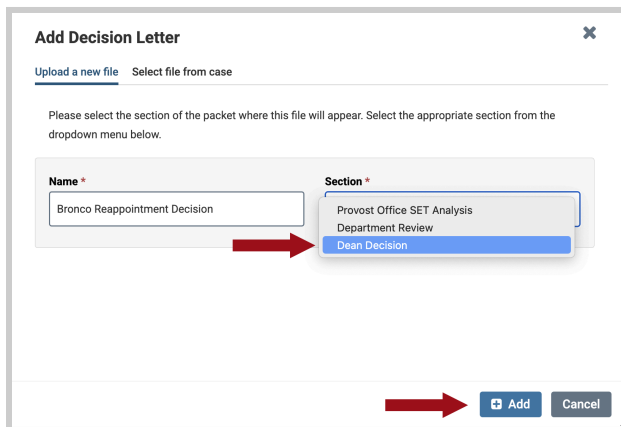 Add Decision Letter
Upload a new file Select file from case
Please select the section of the packet where this file will appear. Select the appropriate section from the
dropdown menu below.
Name * Section *
Bronco Reappointment Decision
Provost Office SET Analysis
Department Review
Dean Decision
Add Cancel